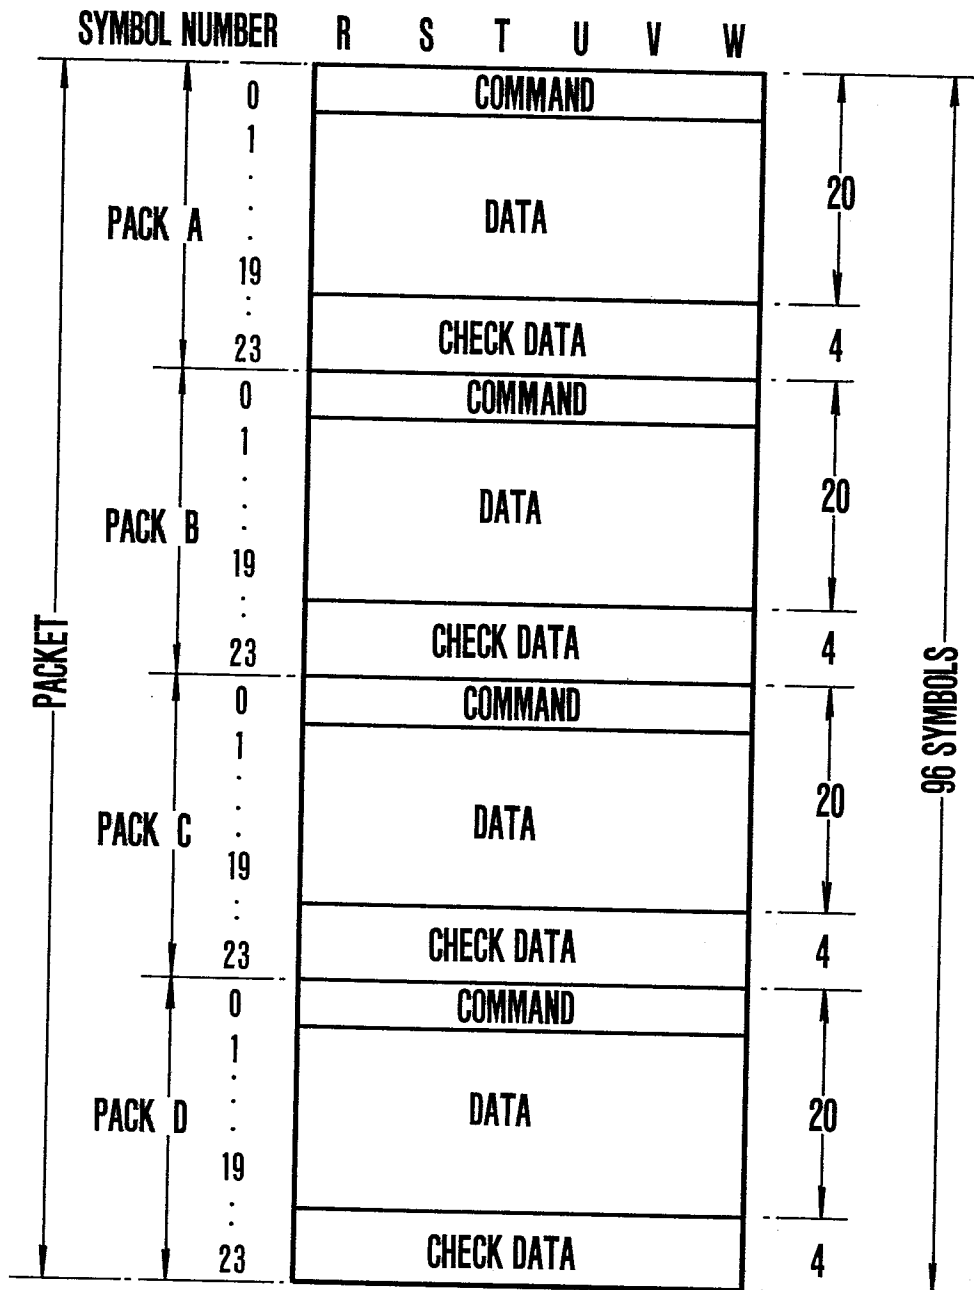 SYMBOL NUMBER R S T U V W
0 COMMAND
1
.
.
.
PACK A DATA 20
19
.
.
23 CHECK DATA 4
0 COMMAND
1
.
.
.
PACK B DATA 20
19
.
.
23 CHECK DATA 4
PACKET
96 SYMBOLS
0 COMMAND
1
.
.
.
PACK C DATA 20
19
.
.
23 CHECK DATA 4
0 COMMAND
1
.
.
.
PACK D DATA 20
19
.
.
23 CHECK DATA 4